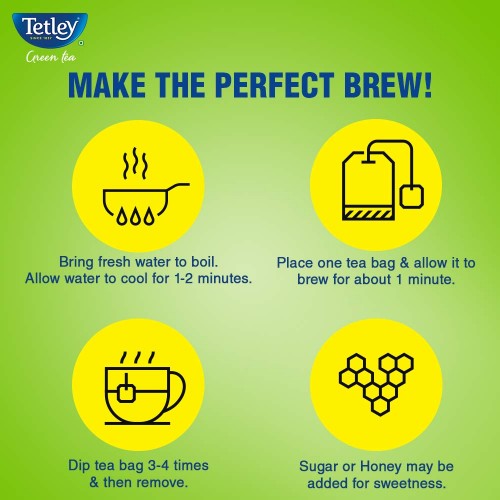 Tetley
SINCE 1837
Green tea
MAKE THE PERFECT BREW!
Bring fresh water to boil.
Allow water to cool for 1-2 minutes.
Place one tea bag & allow it to
brew for about 1 minute.
Dip tea bag 3-4 times
& then remove.
Sugar or Honey may be
added for sweetness.